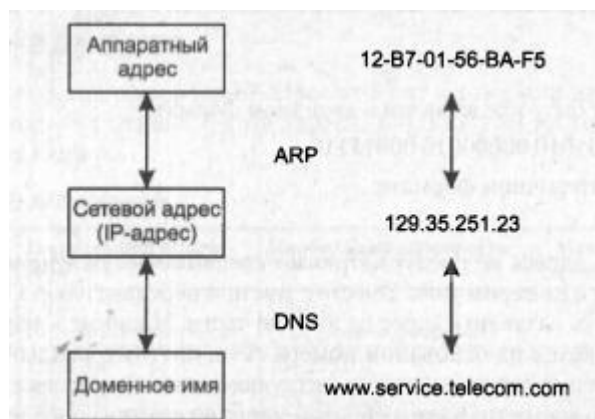 Аппаратный
адрес
12-B7-01-56-BA-F5
ARP
Сетевой адрес
(IP-адрес)
129.35.251.23
DNS
Доменное имя
www.service.telecom.com